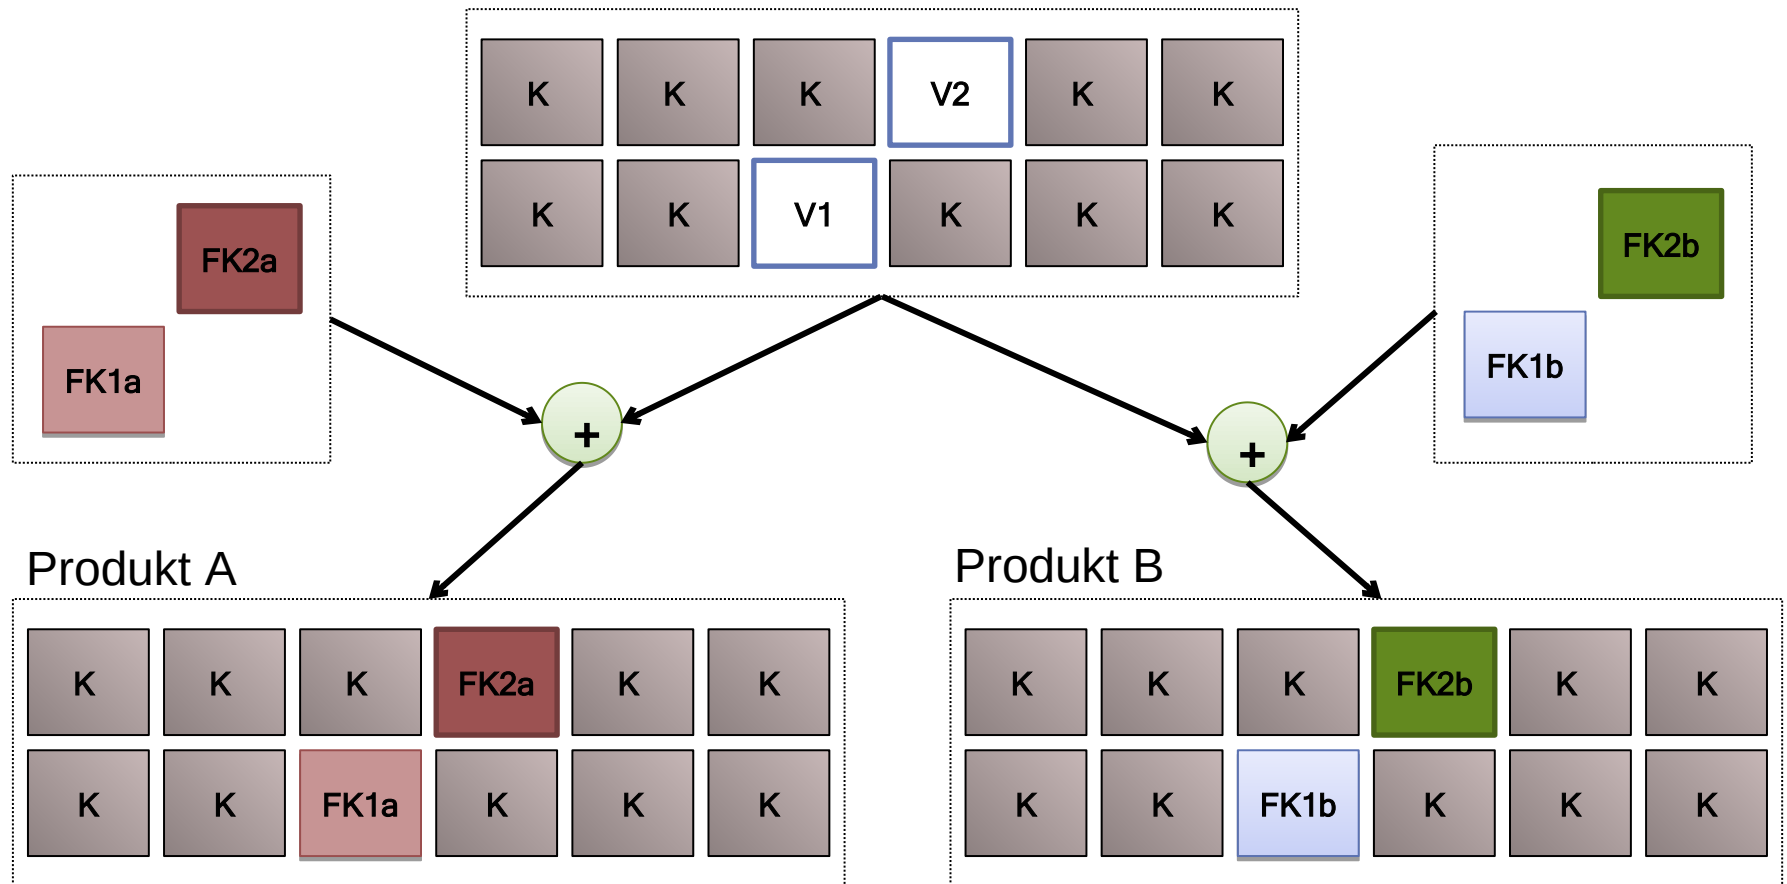 K K K V2 K K
K K V1 K K K
FK2a
FK1a
FK2b
FK1b
+
+
Produkt A
K K K FK2a K K
K K FK1a K K K
Produkt B
K K K FK2b K K
K K FK1b K K K